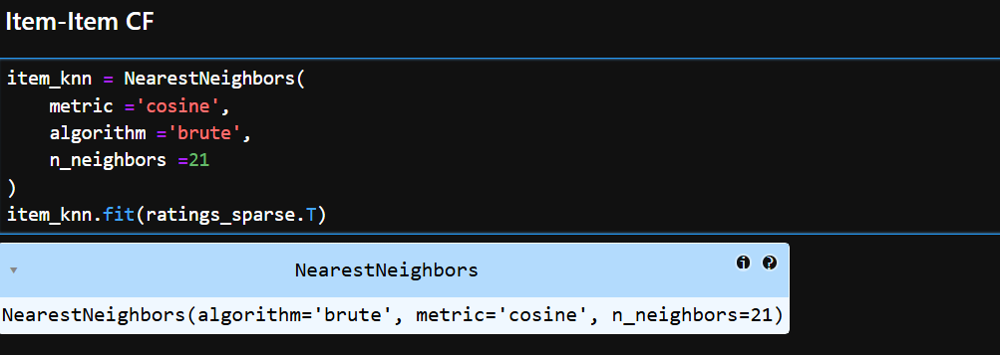 Item-Item CF
item_knn = NearestNeighbors(
    metric ='cosine',
    algorithm ='brute',
    n_neighbors =21
)
item_knn.fit(ratings_sparse.T)
NearestNeighbors
NearestNeighbors(algorithm='brute', metric='cosine', n_neighbors=21)